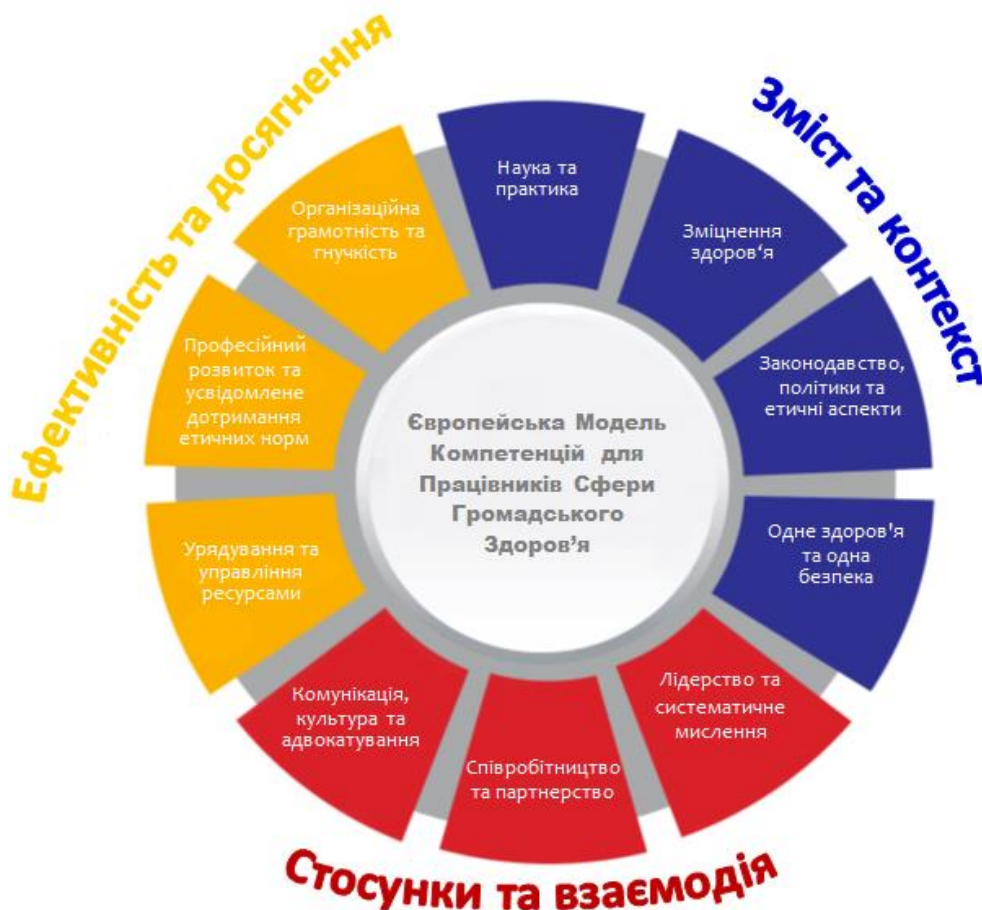 Ефективність та досягнення
Зміст та контекст
Наука та
практика
Зміцнення
здоров‘я
Законодавство,
політики та
етичні аспекти
Одне здоров'я
та одна
безпека
Лідерство та
систематичне
мислення
Співробітництво
та партнерство
Комунікація,
культура та
адвокатування
Урядування та
управління
ресурсами
Професійний
розвиток та
усвідомлене
дотримання
етичних норм
Організаційна
грамотність та
гнучкість
Європейська Модель
Компетенцій для
Працівників Сфери
Громадського
Здоров’я
Стосунки та взаємодія